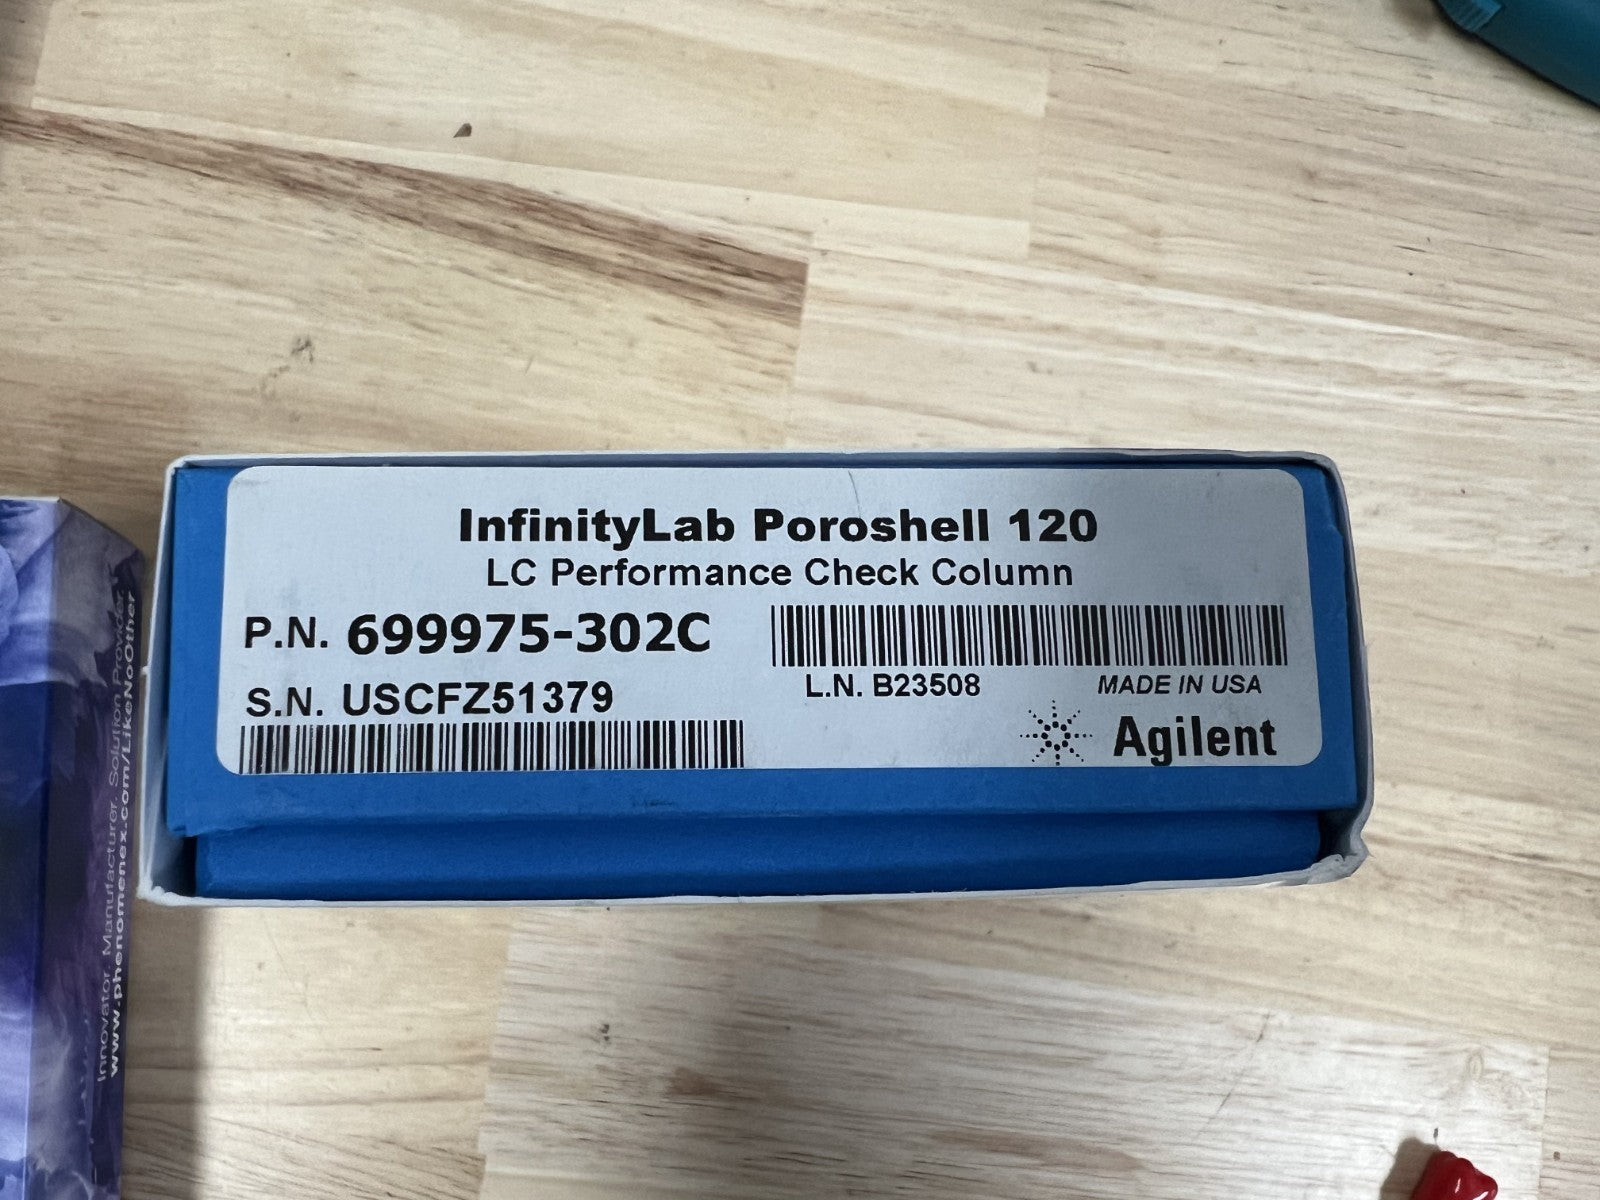 InfinityLab Poroshell 120
LC Performance Check Column
P.N. 699975-302C
S.N. USCFZ51379
L.N. B23508
MADE IN USA
Agilent
Innovator. Manufacturer. Solution Provider.
www.phenomenex.com/LikeNoOther